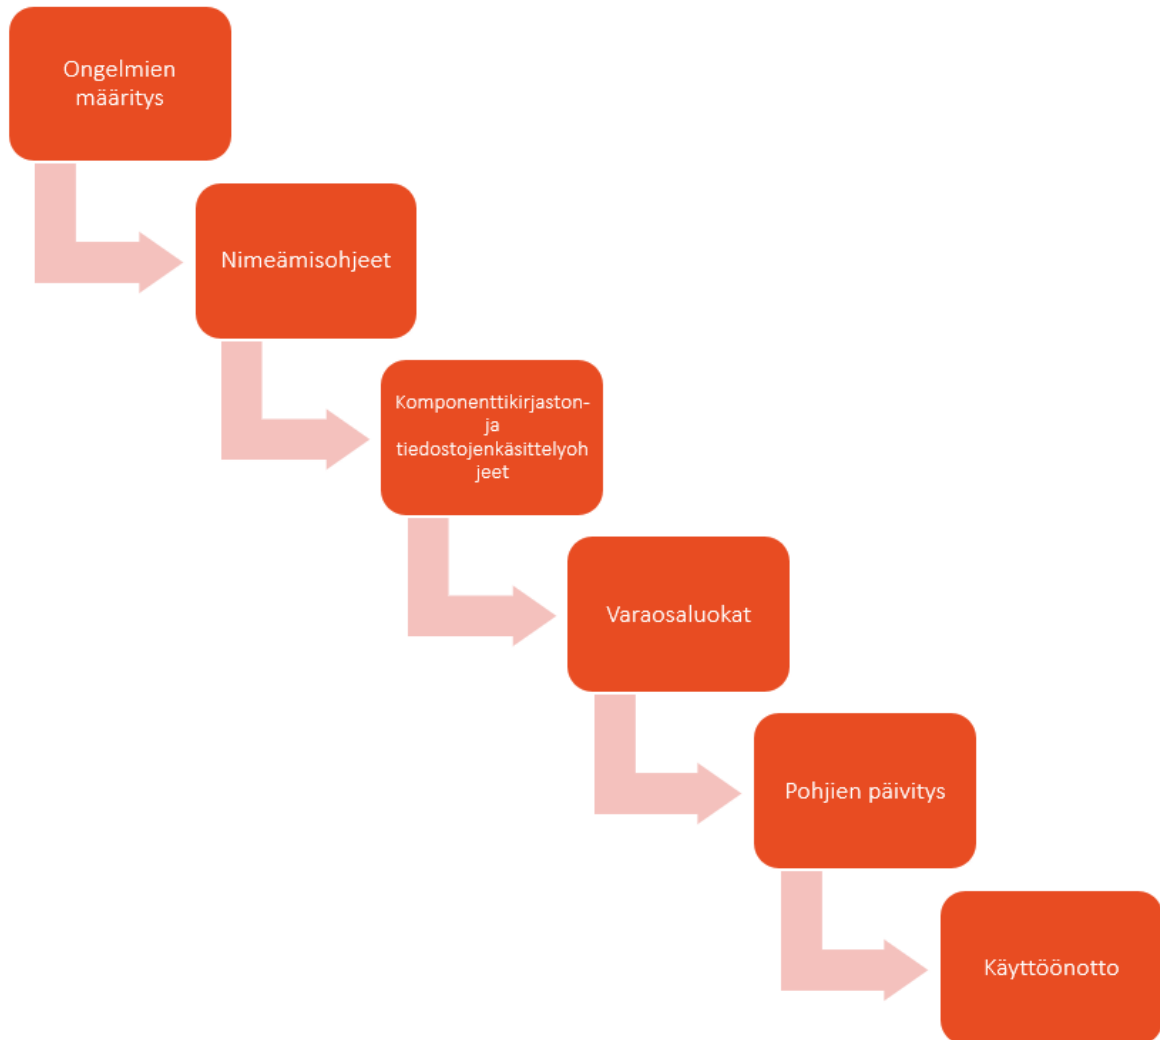 Ongelmien
määritys
Nimeämisohjeet
Komponenttikirjaston-
ja
tiedostojenkäsittelyoh
jeet
Varaosaluokat
Pohjien päivitys
Käyttöönotto